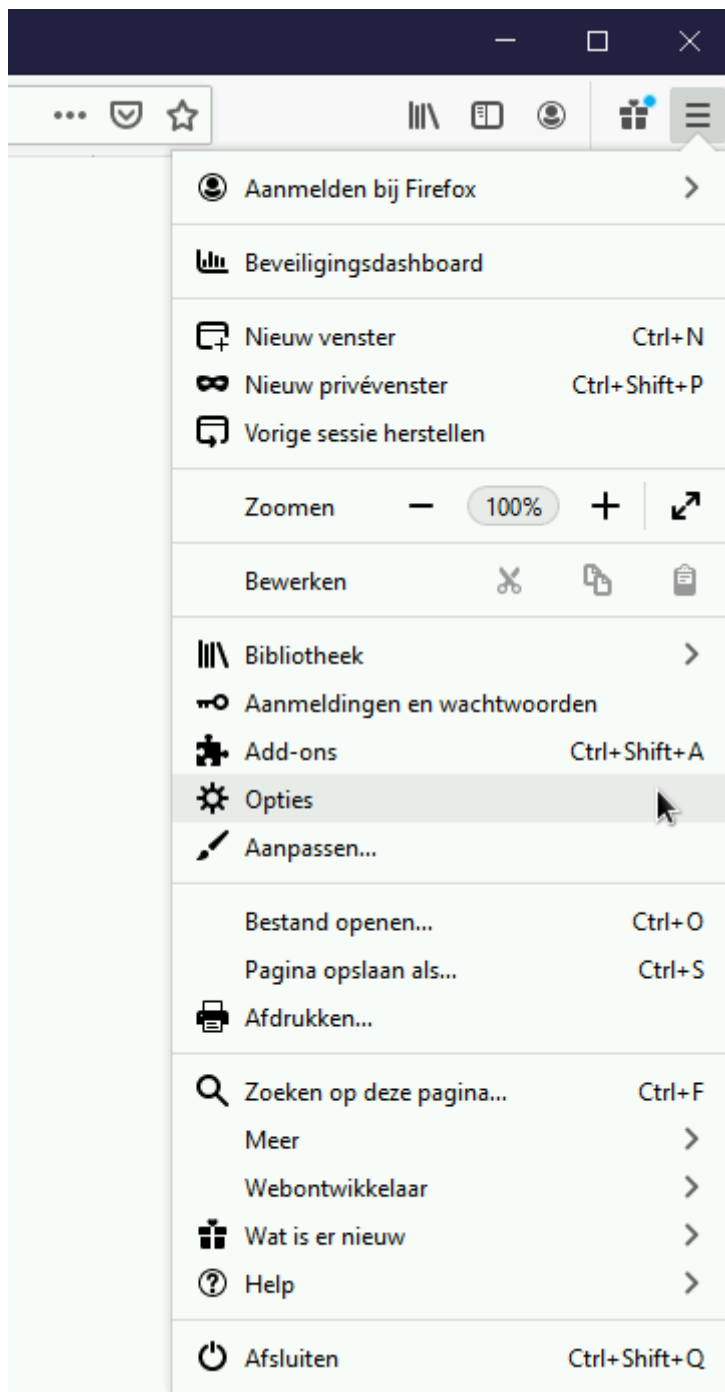 Aanmelden bij Firefox
Beveiligingsdashboard
Nieuw venster Ctrl+N
Nieuw privévenster Ctrl+Shift+P
Vorige sessie herstellen
Zoomen 100%
Bewerken
Bibliotheek
Aanmeldingen en wachtwoorden
Add-ons Ctrl+Shift+A
Opties
Aanpassen...
Bestand openen... Ctrl+O
Pagina opslaan als... Ctrl+S
Afdrukken...
Zoeken op deze pagina... Ctrl+F
Meer
Webontwikkelaar
Wat is er nieuw
Help
Afsluiten Ctrl+Shift+Q